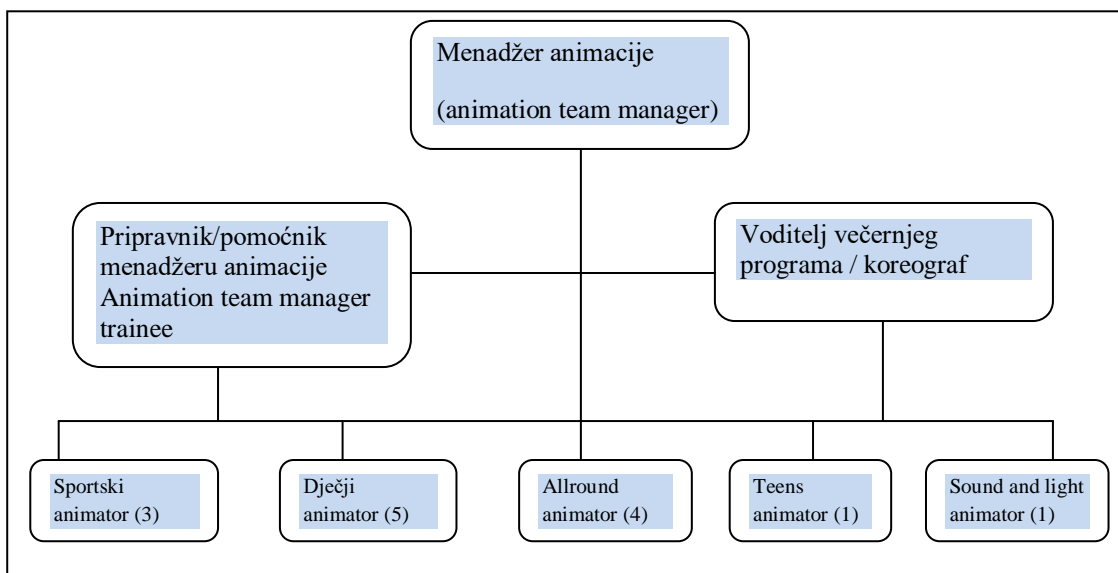 Menadžer animacije
(animation team manager)
Pripravnik/pomoćnik
menadžeru animacije
Animation team manager
trainee
Voditelj večernjeg
programa / koreograf
Sportski
animator (3)
Dječji
animator (5)
Allround
animator (4)
Teens
animator (1)
Sound and light
animator (1)